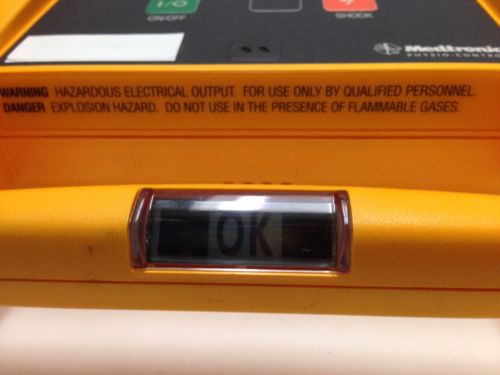 I/O
ON/OFF
SHOCK
Medtronic
PHYSIO-CONTROL
WARNING HAZARDOUS ELECTRICAL OUTPUT. FOR USE ONLY BY QUALIFIED PERSONNEL.
DANGER EXPLOSION HAZARD. DO NOT USE IN THE PRESENCE OF FLAMMABLE GASES.
OK